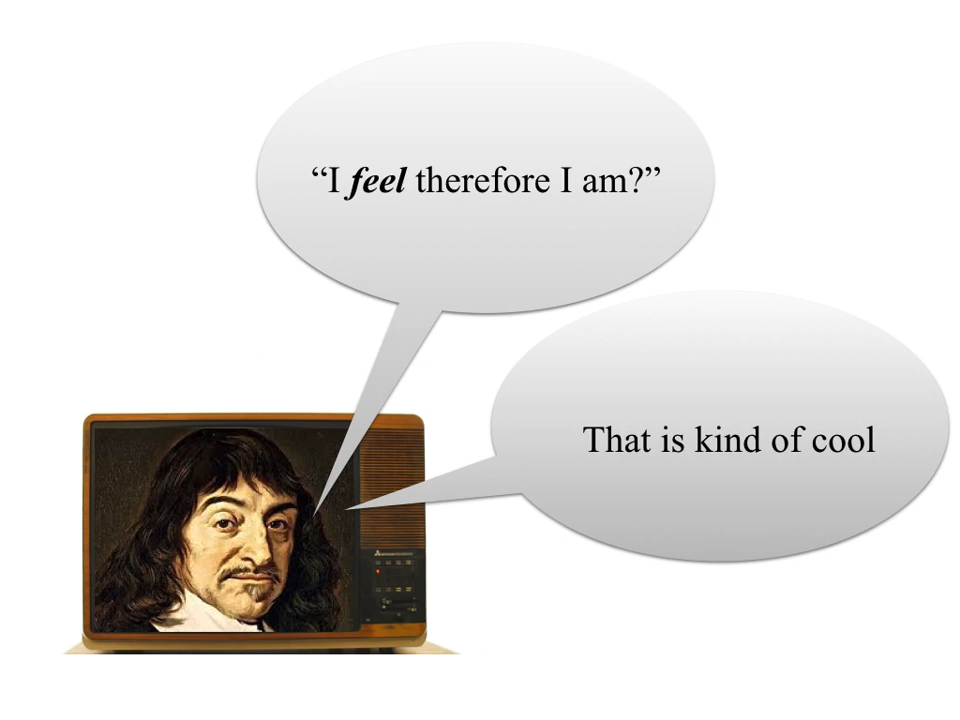 “I feel therefore I am?”
That is kind of cool